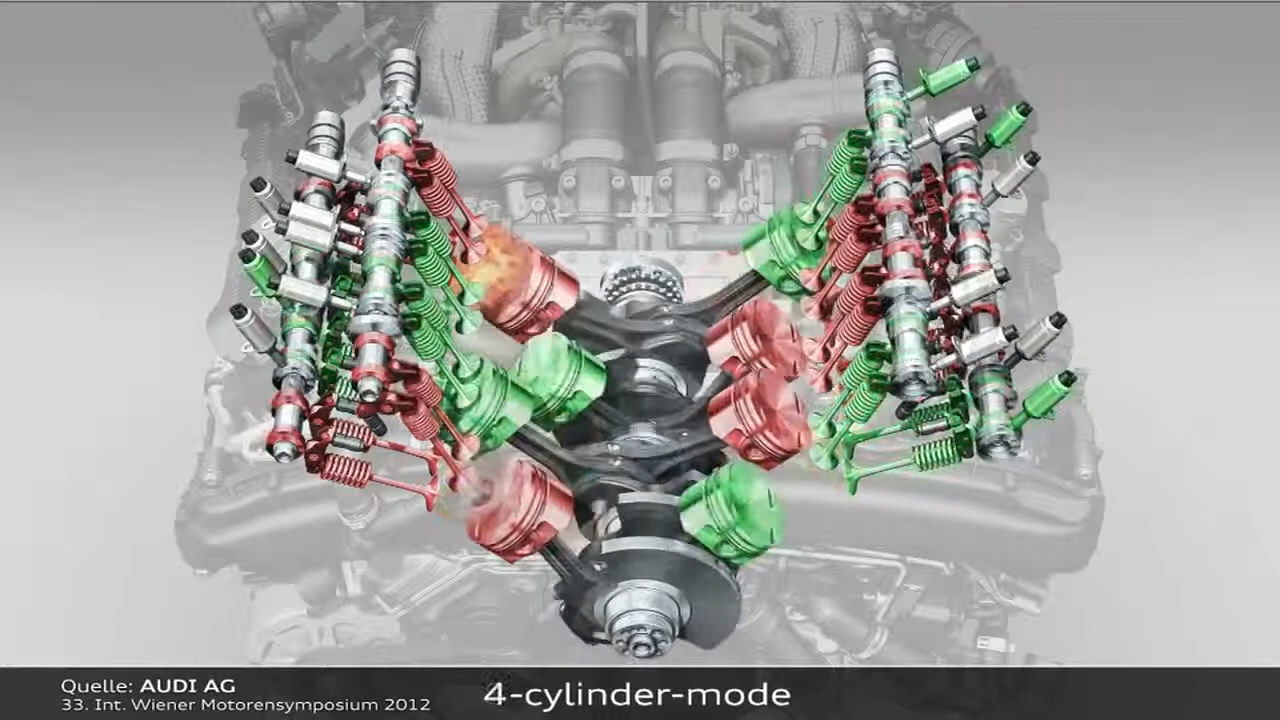 Quelle: AUDI AG
33. Int. Wiener Motorensymposium 2012
4-cylinder-mode